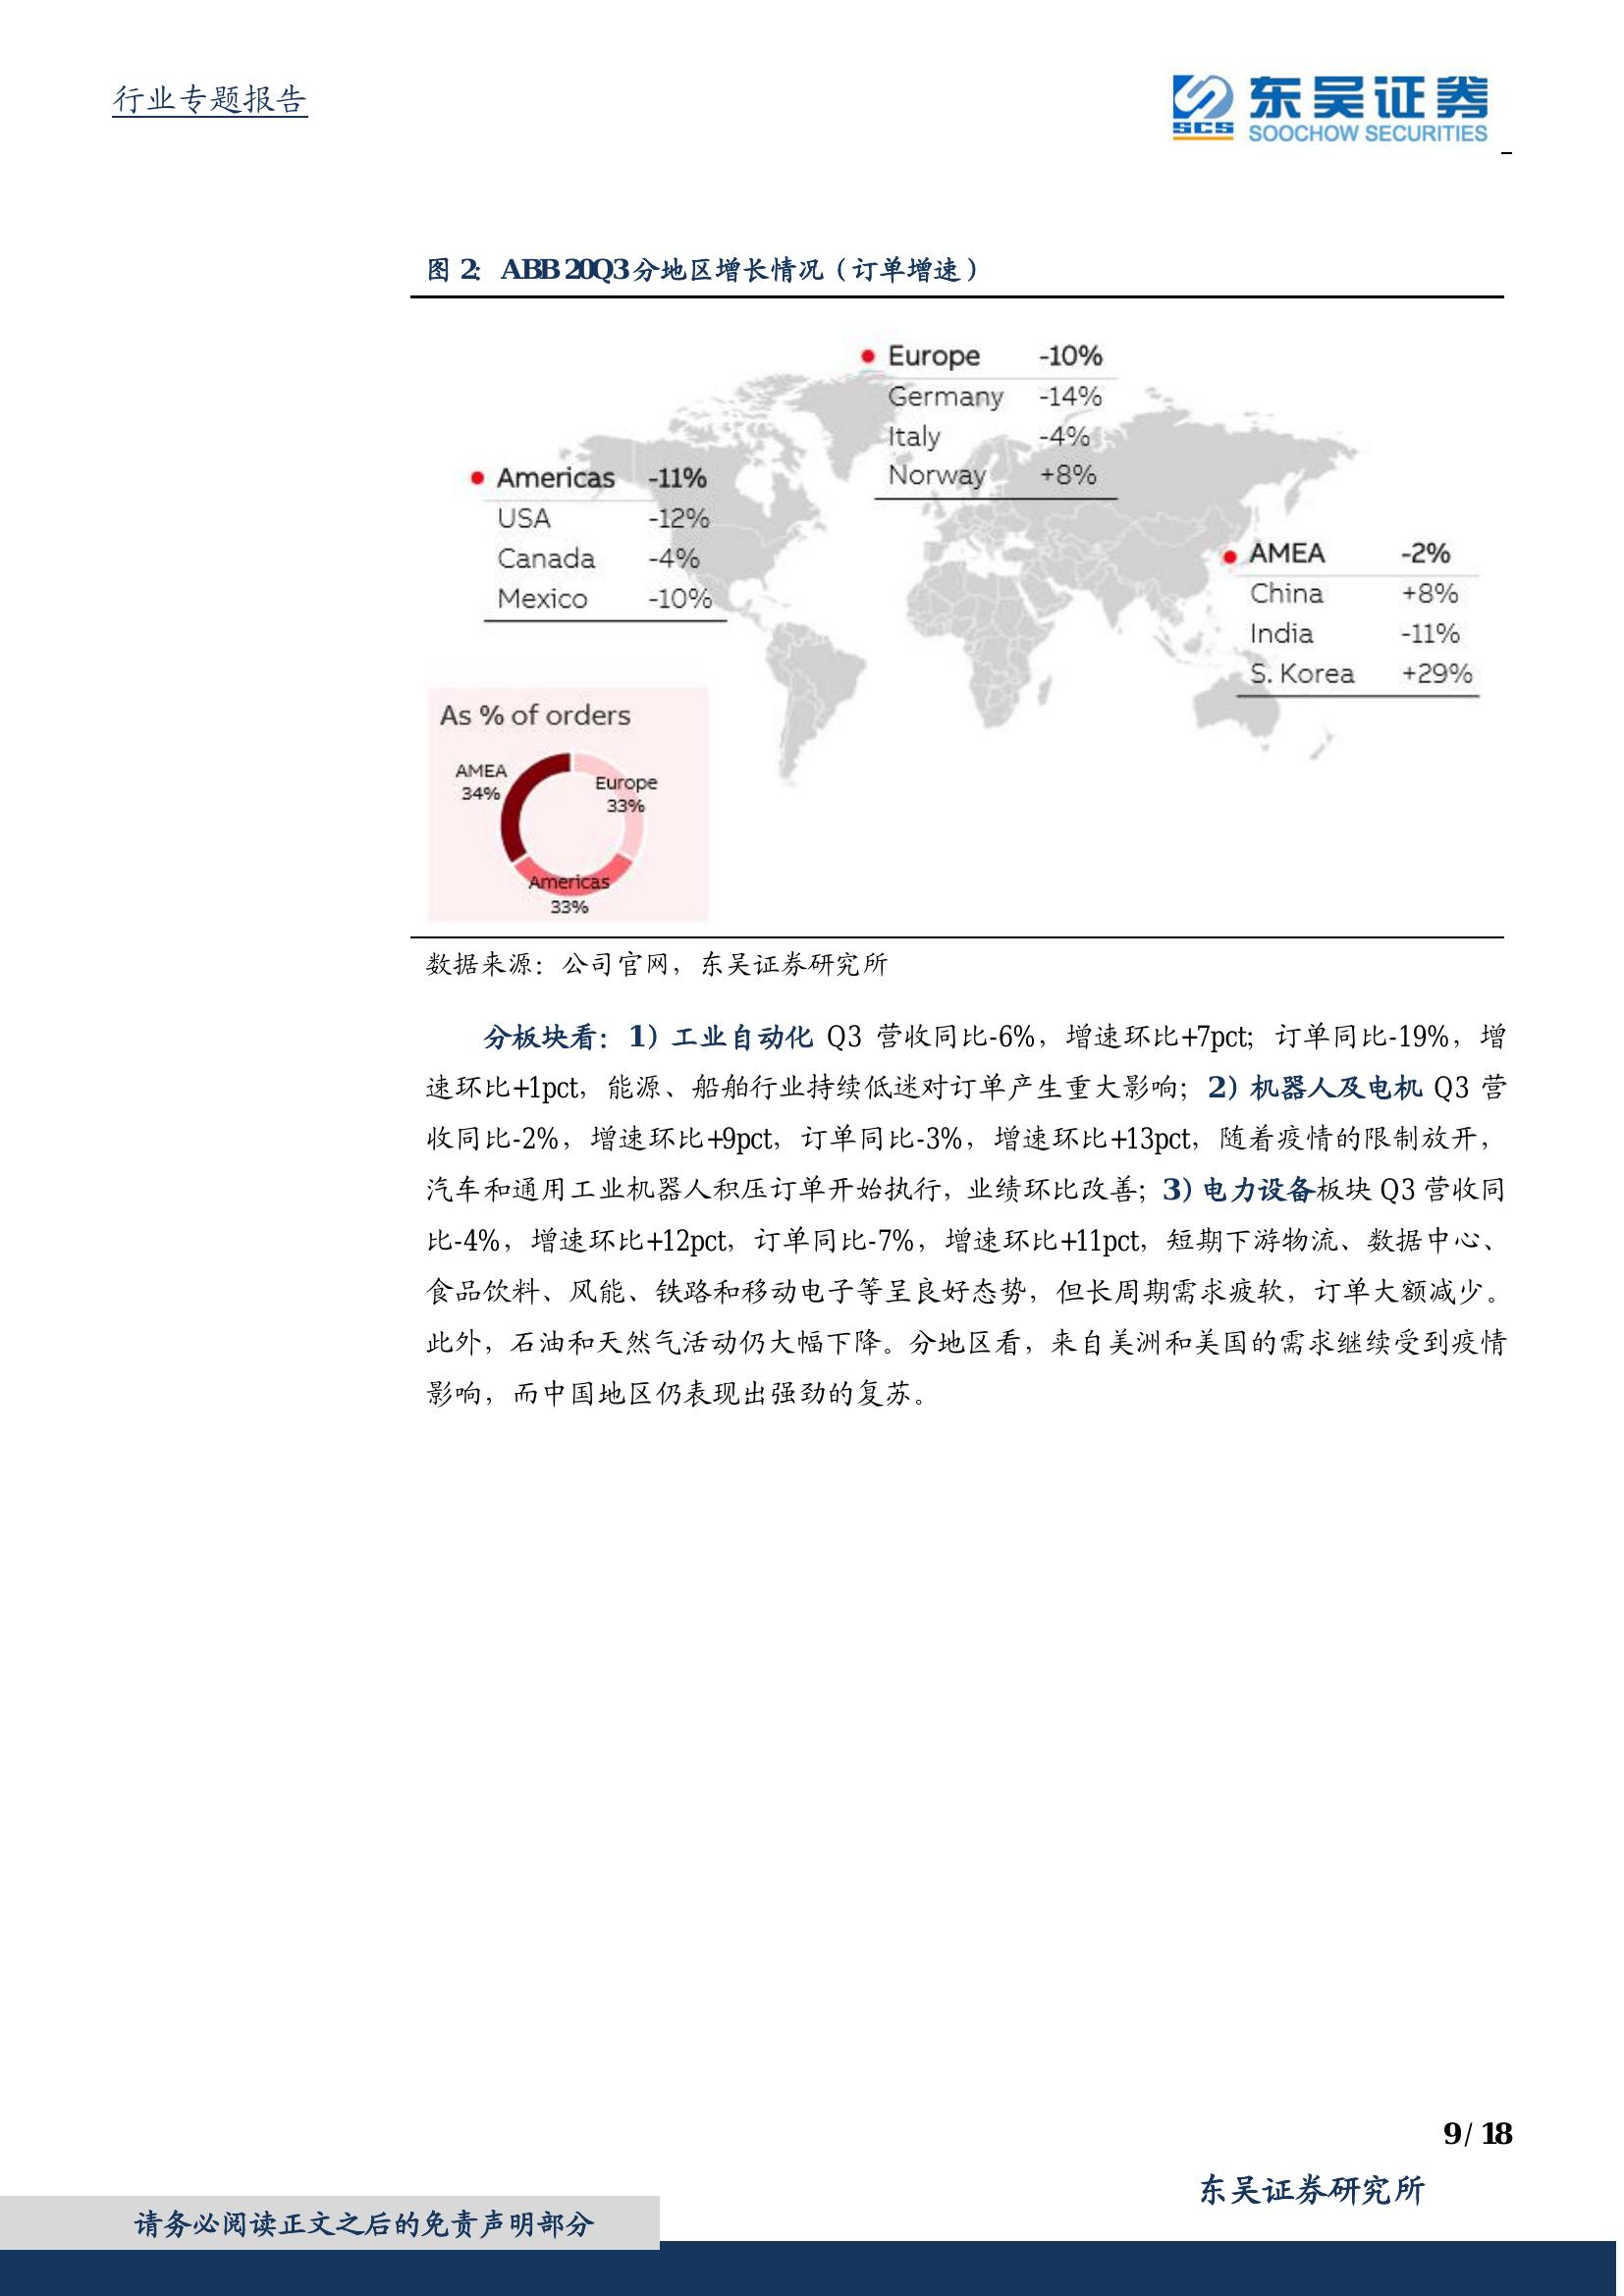 行业专题报告
东吴证券
SCS
SOOCHOW SECURITIES
图 2: ABB 20Q3 分地区增长情况（订单增速）
Europe -10%
Germany -14%
Italy -4%
Norway +8%
Americas -11%
USA -12%
Canada -4%
Mexico -10%
AMEA -2%
China +8%
India -11%
S. Korea +29%
As % of orders
AMEA
34%
Europe
33%
Americas
33%
数据来源：公司官网，东吴证券研究所
分板块看：1）工业自动化 Q3 营收同比-6%，增速环比+7pct；订单同比-19%，增
速环比+1pct，能源、船舶行业持续低迷对订单产生重大影响；2）机器人及电机 Q3 营
收同比-2%，增速环比+9pct，订单同比-3%，增速环比+13pct，随着疫情的限制放开，
汽车和通用工业机器人积压订单开始执行，业绩环比改善；3）电力设备板块 Q3 营收同
比-4%，增速环比+12pct，订单同比-7%，增速环比+11pct，短期下游物流、数据中心、
食品饮料、风能、铁路和移动电子等呈良好态势，但长周期需求疲软，订单大额减少。
此外，石油和天然气活动仍大幅下降。分地区看，来自美洲和美国的需求继续受到疫情
影响，而中国地区仍表现出强劲的复苏。
9 / 18
东吴证券研究所
请务必阅读正文之后的免责声明部分